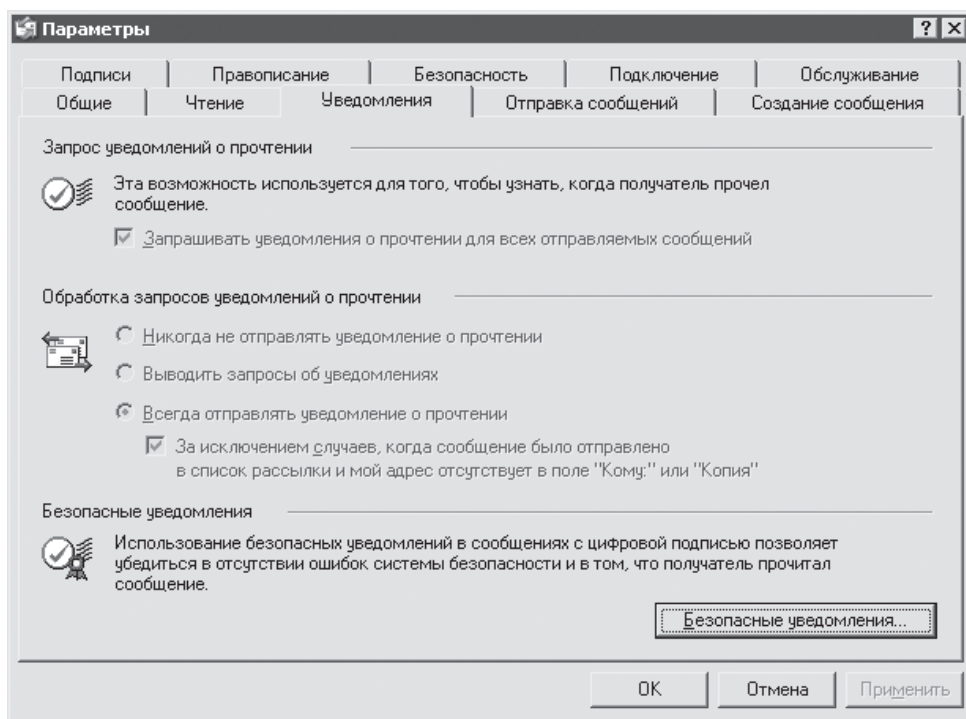 Параметры
Подписи Правописание Безопасность Подключение Обслуживание
Общие Чтение Уведомления Отправка сообщений Создание сообщения
Запрос уведомлений о прочтении
Эта возможность используется для того, чтобы узнать, когда получатель прочел
сообщение.
Запрашивать уведомления о прочтении для всех отправляемых сообщений
Обработка запросов уведомлений о прочтении
Никогда не отправлять уведомление о прочтении
Выводить запросы об уведомлениях
Всегда отправлять уведомление о прочтении
За исключением случаев, когда сообщение было отправлено
в список рассылки и мой адрес отсутствует в поле "Кому:" или "Копия"
Безопасные уведомления
Использование безопасных уведомлений в сообщениях с цифровой подписью позволяет
убедиться в отсутствии ошибок системы безопасности и в том, что получатель прочитал
сообщение.
Безопасные уведомления...
OK Отмена Применить